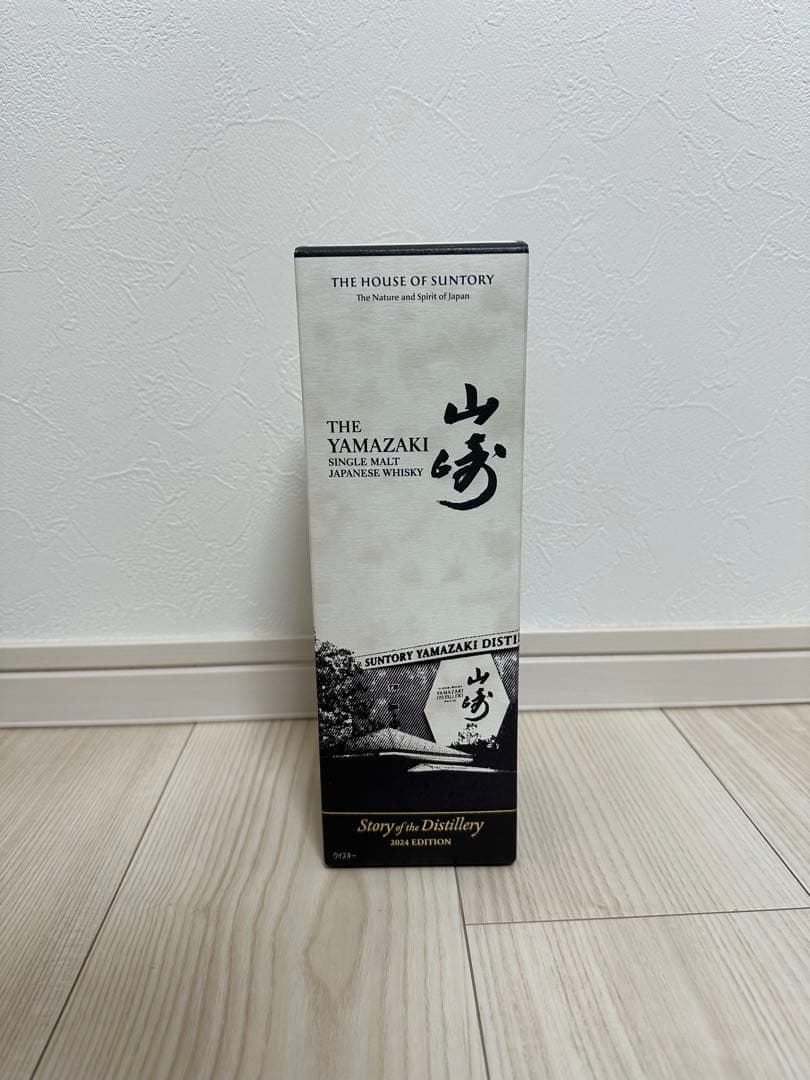 THE HOUSE OF SUNTORY
The Nature and Spirit of Japan
山崎
THE
YAMAZAKI
SINGLE MALT
JAPANESE WHISKY
SUNTORY YAMAZAKI DISTI
YAMAZAKI
DISTILLERY
山崎
Story of the Distillery
2024 EDITION
ウイスキー